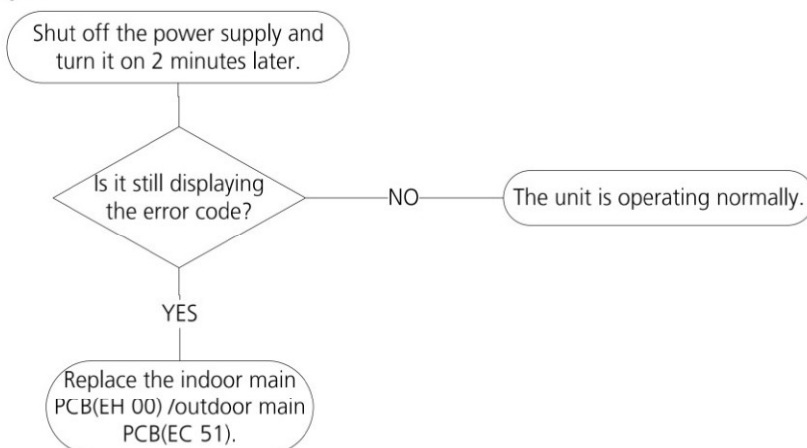 Shut off the power supply and
turn it on 2 minutes later.
Is it still displaying
the error code?
NO
The unit is operating normally.
YES
Replace the indoor main
PCB(EH 00) /outdoor main
PCB(EC 51).